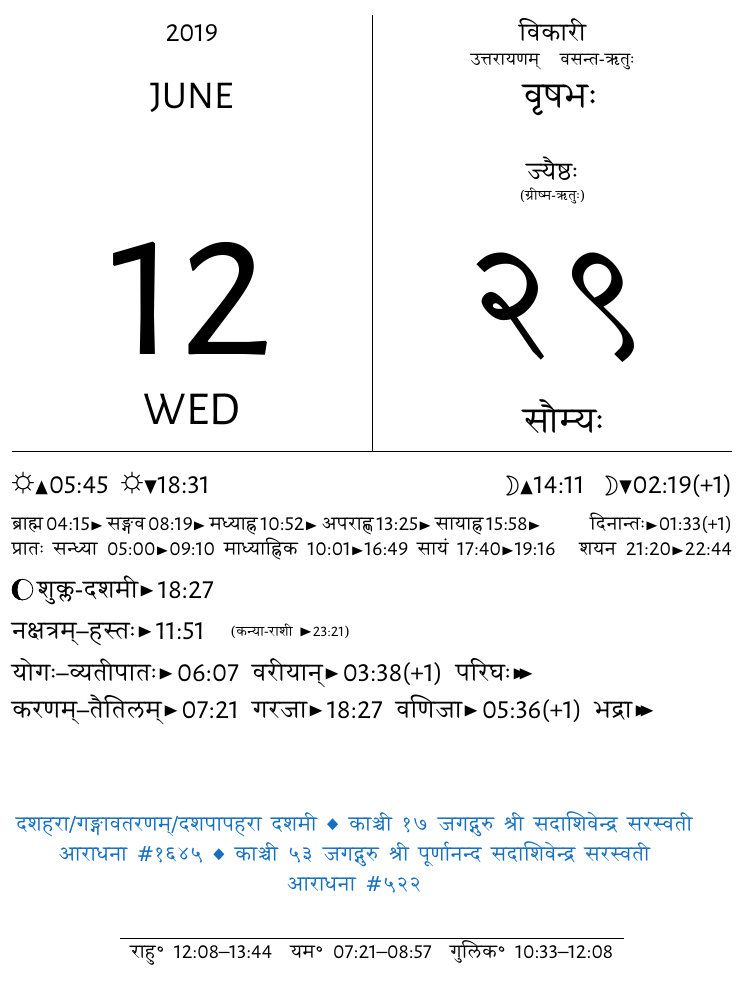 2019
JUNE
12
WED
विकारी
उत्तरायणम् वसन्त-ऋतुः
वृषभः
ज्यैष्ठः
(ग्रीष्म-ऋतुः)
२९
सौम्यः
☼▲05:45 ☼▼18:31 ☽▲14:11 ☽▼02:19(+1)
ब्राह्म 04:15► सङ्गव 08:19► मध्याह्न 10:52► अपराह्ण 13:25► सायाह्न 15:58► दिनान्तः►01:33(+1)
प्रातः सन्ध्या 05:00►09:10 माध्याह्निक 10:01►16:49 सायं 17:40►19:16 शयन 21:20►22:44
शुक्ल-दशमी►18:27
नक्षत्रम्–हस्तः►11:51 (कन्या-राशी ►23:21)
योगः–व्यतीपातः►06:07 वरीयान्►03:38(+1) परिघः►►
करणम्–तैतिलम्►07:21 गरजा►18:27 वणिजा►05:36(+1) भद्रा►►
दशहरा/गङ्गावतरणम्/दशपापहरा दशमी ◆ काञ्ची १७ जगद्गुरु श्री सदाशिवेन्द्र सरस्वती
आराधना #१६४५ ◆ काञ्ची ५३ जगद्गुरु श्री पूर्णानन्द सदाशिवेन्द्र सरस्वती
आराधना #५२२
राहु॰ 12:08–13:44 यम॰ 07:21–08:57 गुलिक॰ 10:33–12:08